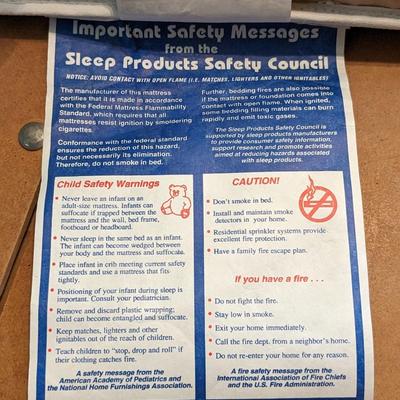 Important Safety Messages
from the
Sleep Products Safety Council
NOTICE: AVOID CONTACT WITH OPEN FLAME (I.E. MATCHES, LIGHTERS AND OTHER IGNITABLES)
The manufacturer of this mattress
certifies that it is made in accordance
with the Federal Mattress Flammability
Standard, which requires that all
mattresses resist ignition by smoldering
cigarettes.
Conformance with the federal standard
ensures the reduction of this hazard,
but not necessarily its elimination.
Therefore, do not smoke in bed.
Further, bedding fires are also possible
if the mattress or foundation comes into
contact with open flame. When ignited,
some bedding filling materials can burn
rapidly and emit toxic gases.
The Sleep Products Safety Council is
supported by sleep products manufacturers
to provide consumer safety information,
support research and promote activities
aimed at reducing hazards associated
with sleep products.
Child Safety Warnings
• Never leave an infant on an
adult-size mattress. Infants can
suffocate if trapped between the
mattress and the wall, bed frame,
footboard or headboard.
• Never sleep in the same bed as an infant. The
infant can become wedged between
your body and the mattress and suffocate.
• Place infant in crib meeting current safety
standards and use a mattress that fits
tightly.
• Positioning of your infant during sleep is
important. Consult your pediatrician.
• Remove and discard plastic wrapping;
child can become entangled and suffocate.
• Keep matches, lighters and other
ignitables out of the reach of children.
• Teach children to "stop, drop and roll" if
their clothing catches fire.
A safety message from the
American Academy of Pediatrics and
the National Home Furnishings Association.
CAUTION!
• Don't smoke in bed.
• Install and maintain smoke
detectors in your home.
• Residential sprinkler systems provide
excellent fire protection.
• Have a family fire escape plan.
If you have a fire . . .
• Do not fight the fire.
• Stay low in smoke.
• Exit your home immediately.
• Call the fire dept. from a neighbor's home.
• Do not re-enter your home for any reason.
A fire safety message from the
International Association of Fire Chiefs
and the U.S. Fire Administration.